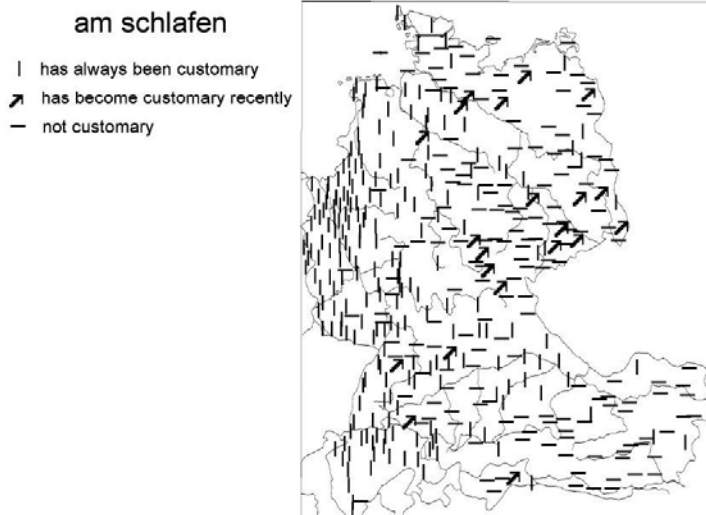 am schlafen
has always been customary
has become customary recently
not customary